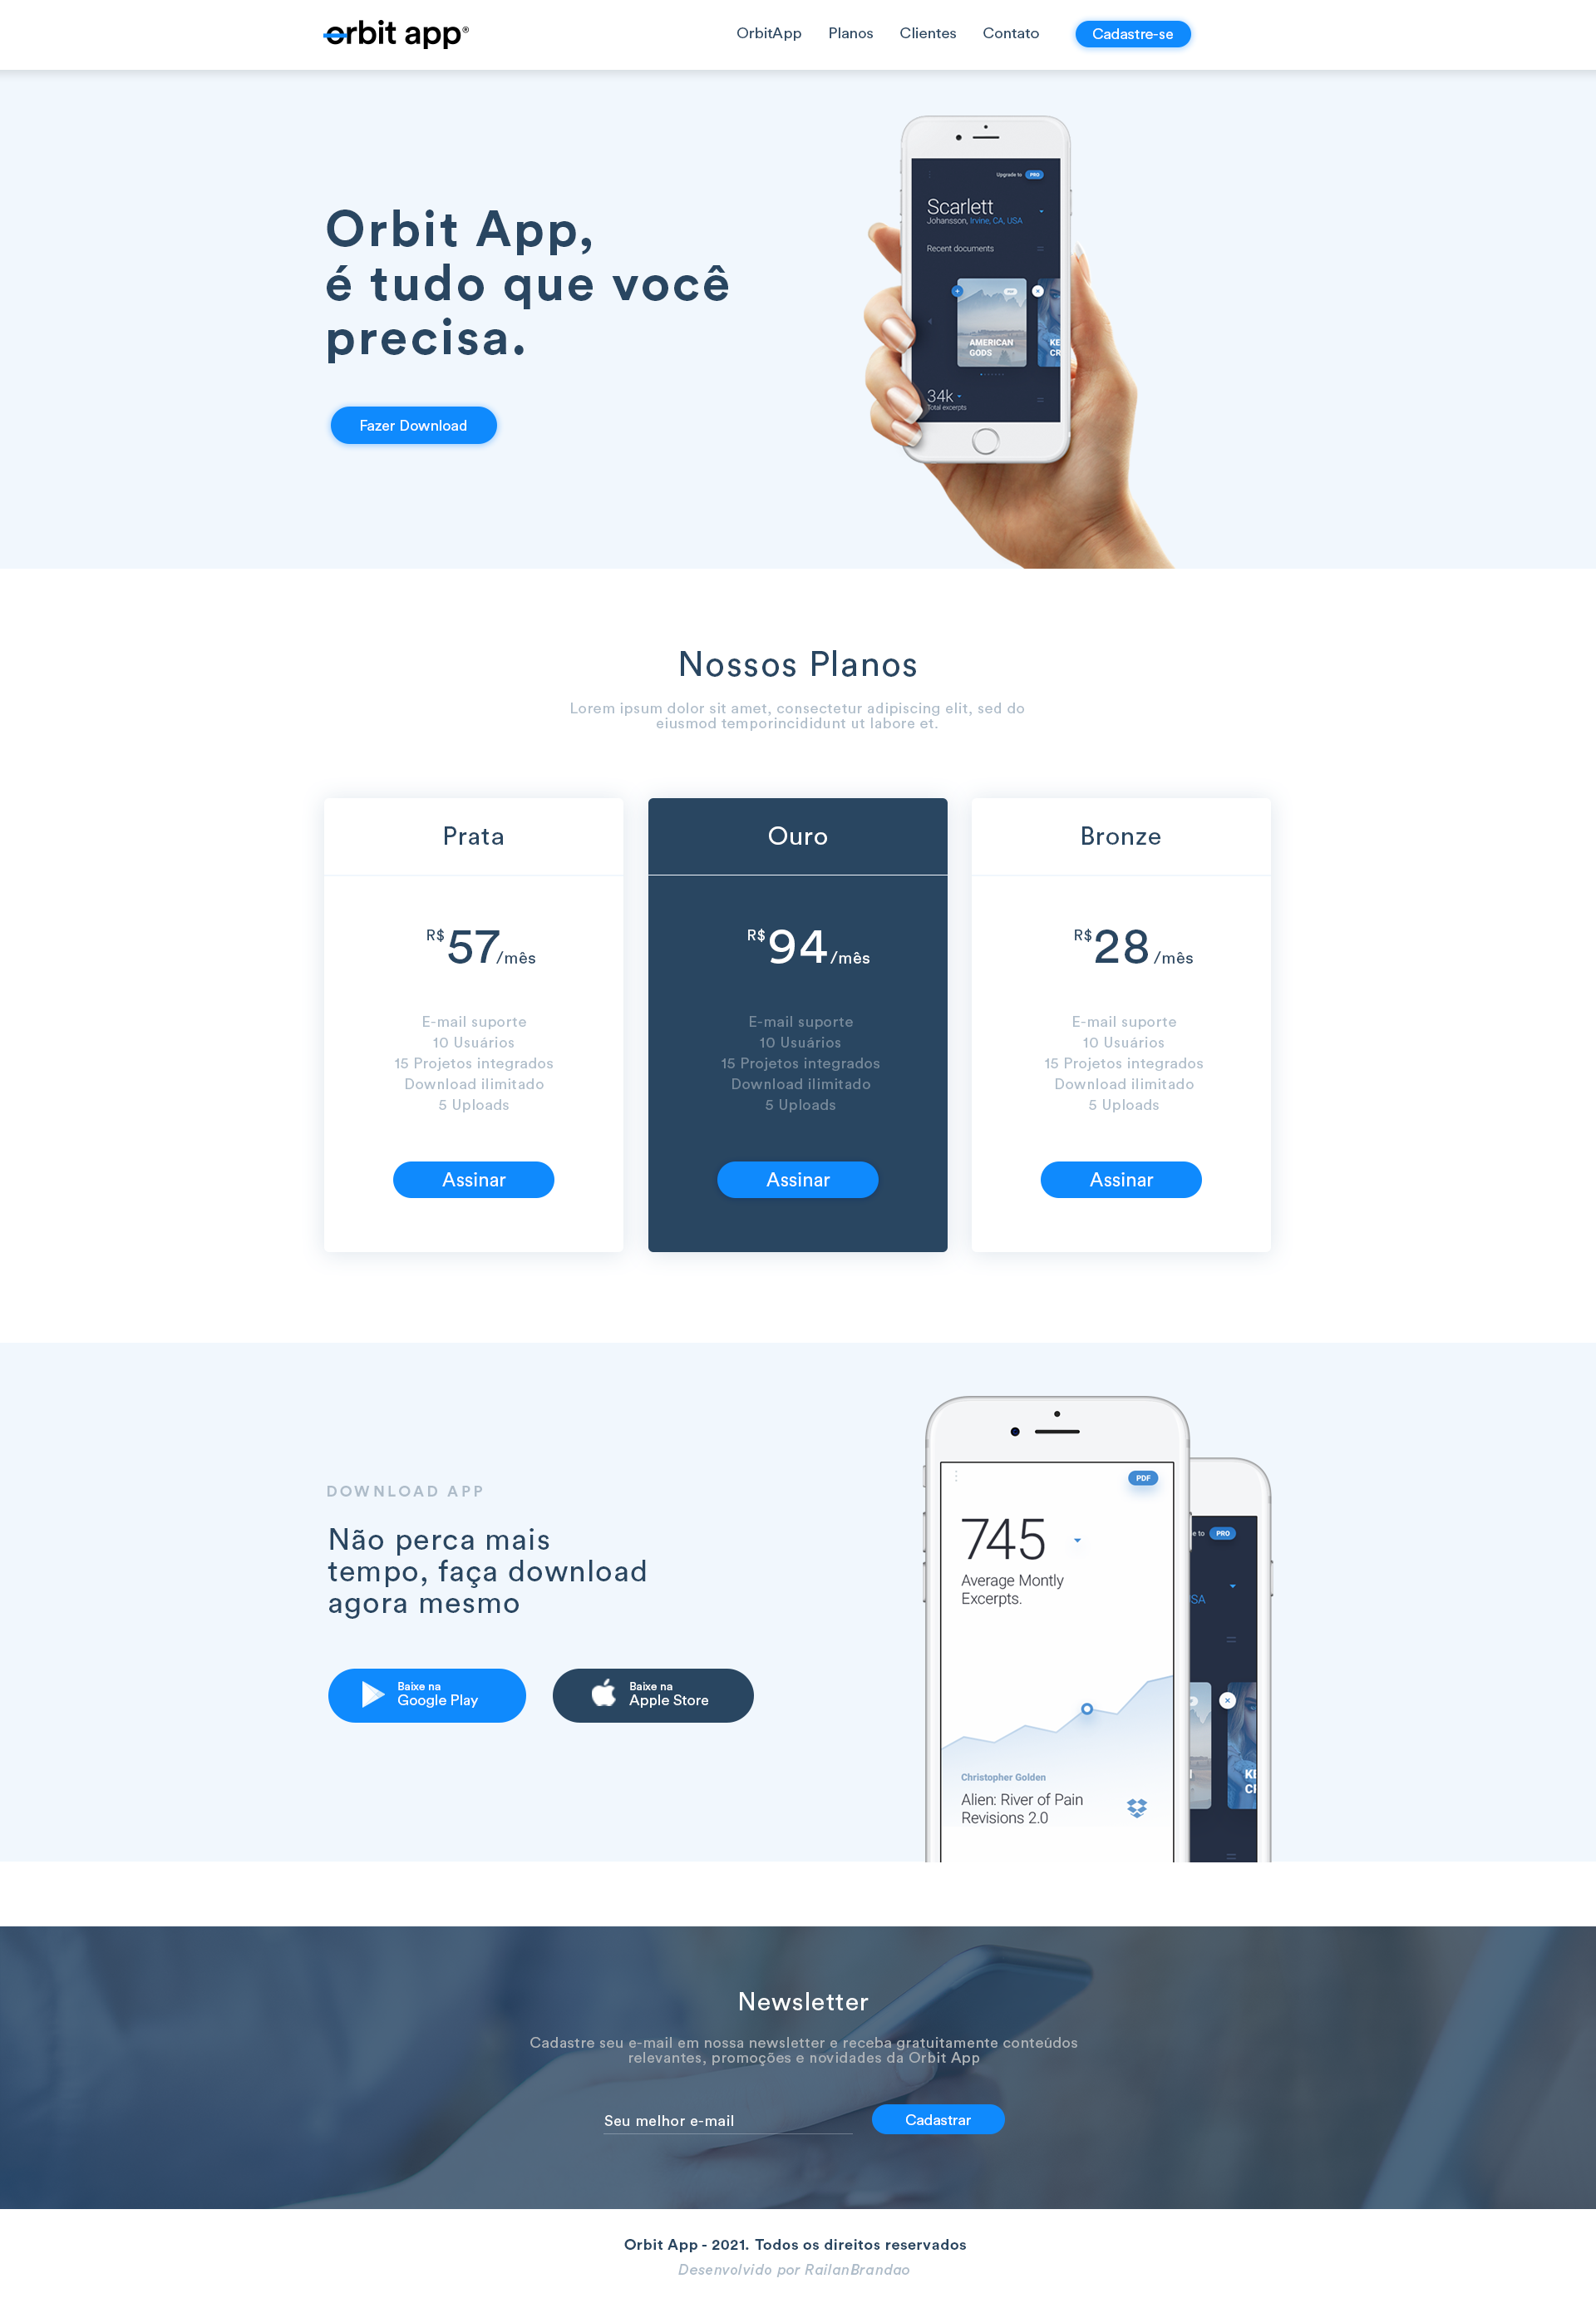 orbit app®
OrbitApp Planos Clientes Contato Cadastre-se
Orbit App,
é tudo que você
precisa.
Fazer Download
Upgrade to PRO
Scarlett
Johansson, Irvine, CA, USA
Recent documents
AMERICAN
GODS
KE
CR
34k
Total excerpts
Nossos Planos
Lorem ipsum dolor sit amet, consectetur adipiscing elit, sed do
eiusmod temporincididunt ut labore et.
Prata
R$57/mês
E-mail suporte
10 Usuários
15 Projetos integrados
Download ilimitado
5 Uploads
Assinar
Ouro
R$94/mês
E-mail suporte
10 Usuários
15 Projetos integrados
Download ilimitado
5 Uploads
Assinar
Bronze
R$28/mês
E-mail suporte
10 Usuários
15 Projetos integrados
Download ilimitado
5 Uploads
Assinar
DOWNLOAD APP
Não perca mais
tempo, faça download
agora mesmo
Baixe na
Google Play
Baixe na
Apple Store
PDF
745
Average Montly
Excerpts.
Christopher Golden
Alien: River of Pain
Revisions 2.0
e to PRO
SA
KE
CR
Newsletter
Cadastre seu e-mail em nossa newsletter e receba gratuitamente conteúdos
relevantes, promoções e novidades da Orbit App
Seu melhor e-mail
Cadastrar
Orbit App - 2021. Todos os direitos reservados
Desenvolvido por RailanBrandao